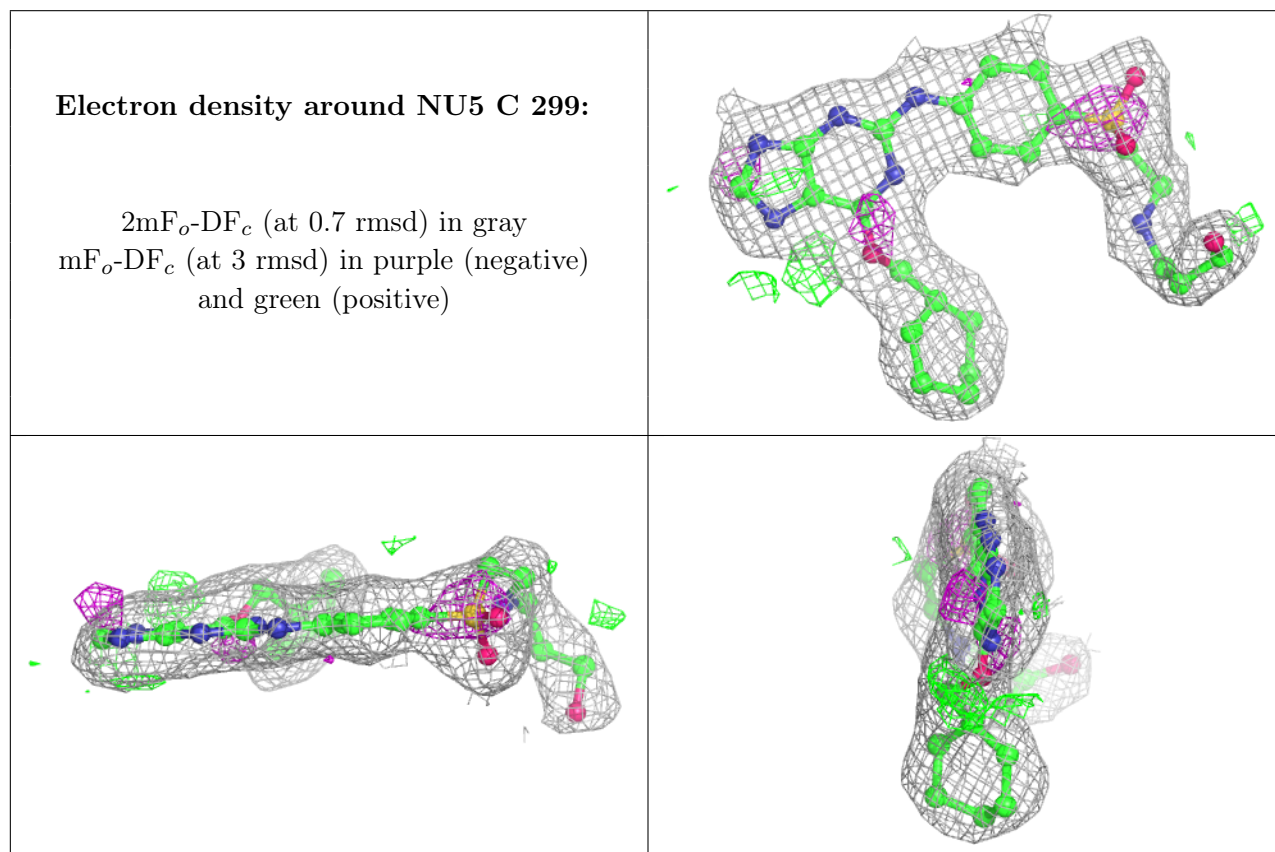 Electron density around NU5 C 299:
2mFo-DFc (at 0.7 rmsd) in gray
mFo-DFc (at 3 rmsd) in purple (negative)
and green (positive)